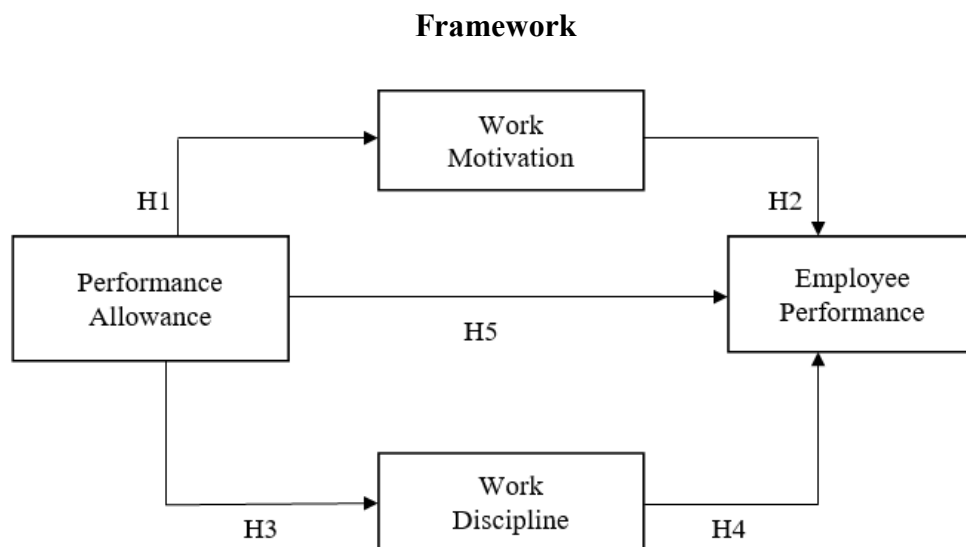 Framework
Work
Motivation
H1
H2
Performance
Allowance
Employee
Performance
H5
Work
Discipline
H3
H4